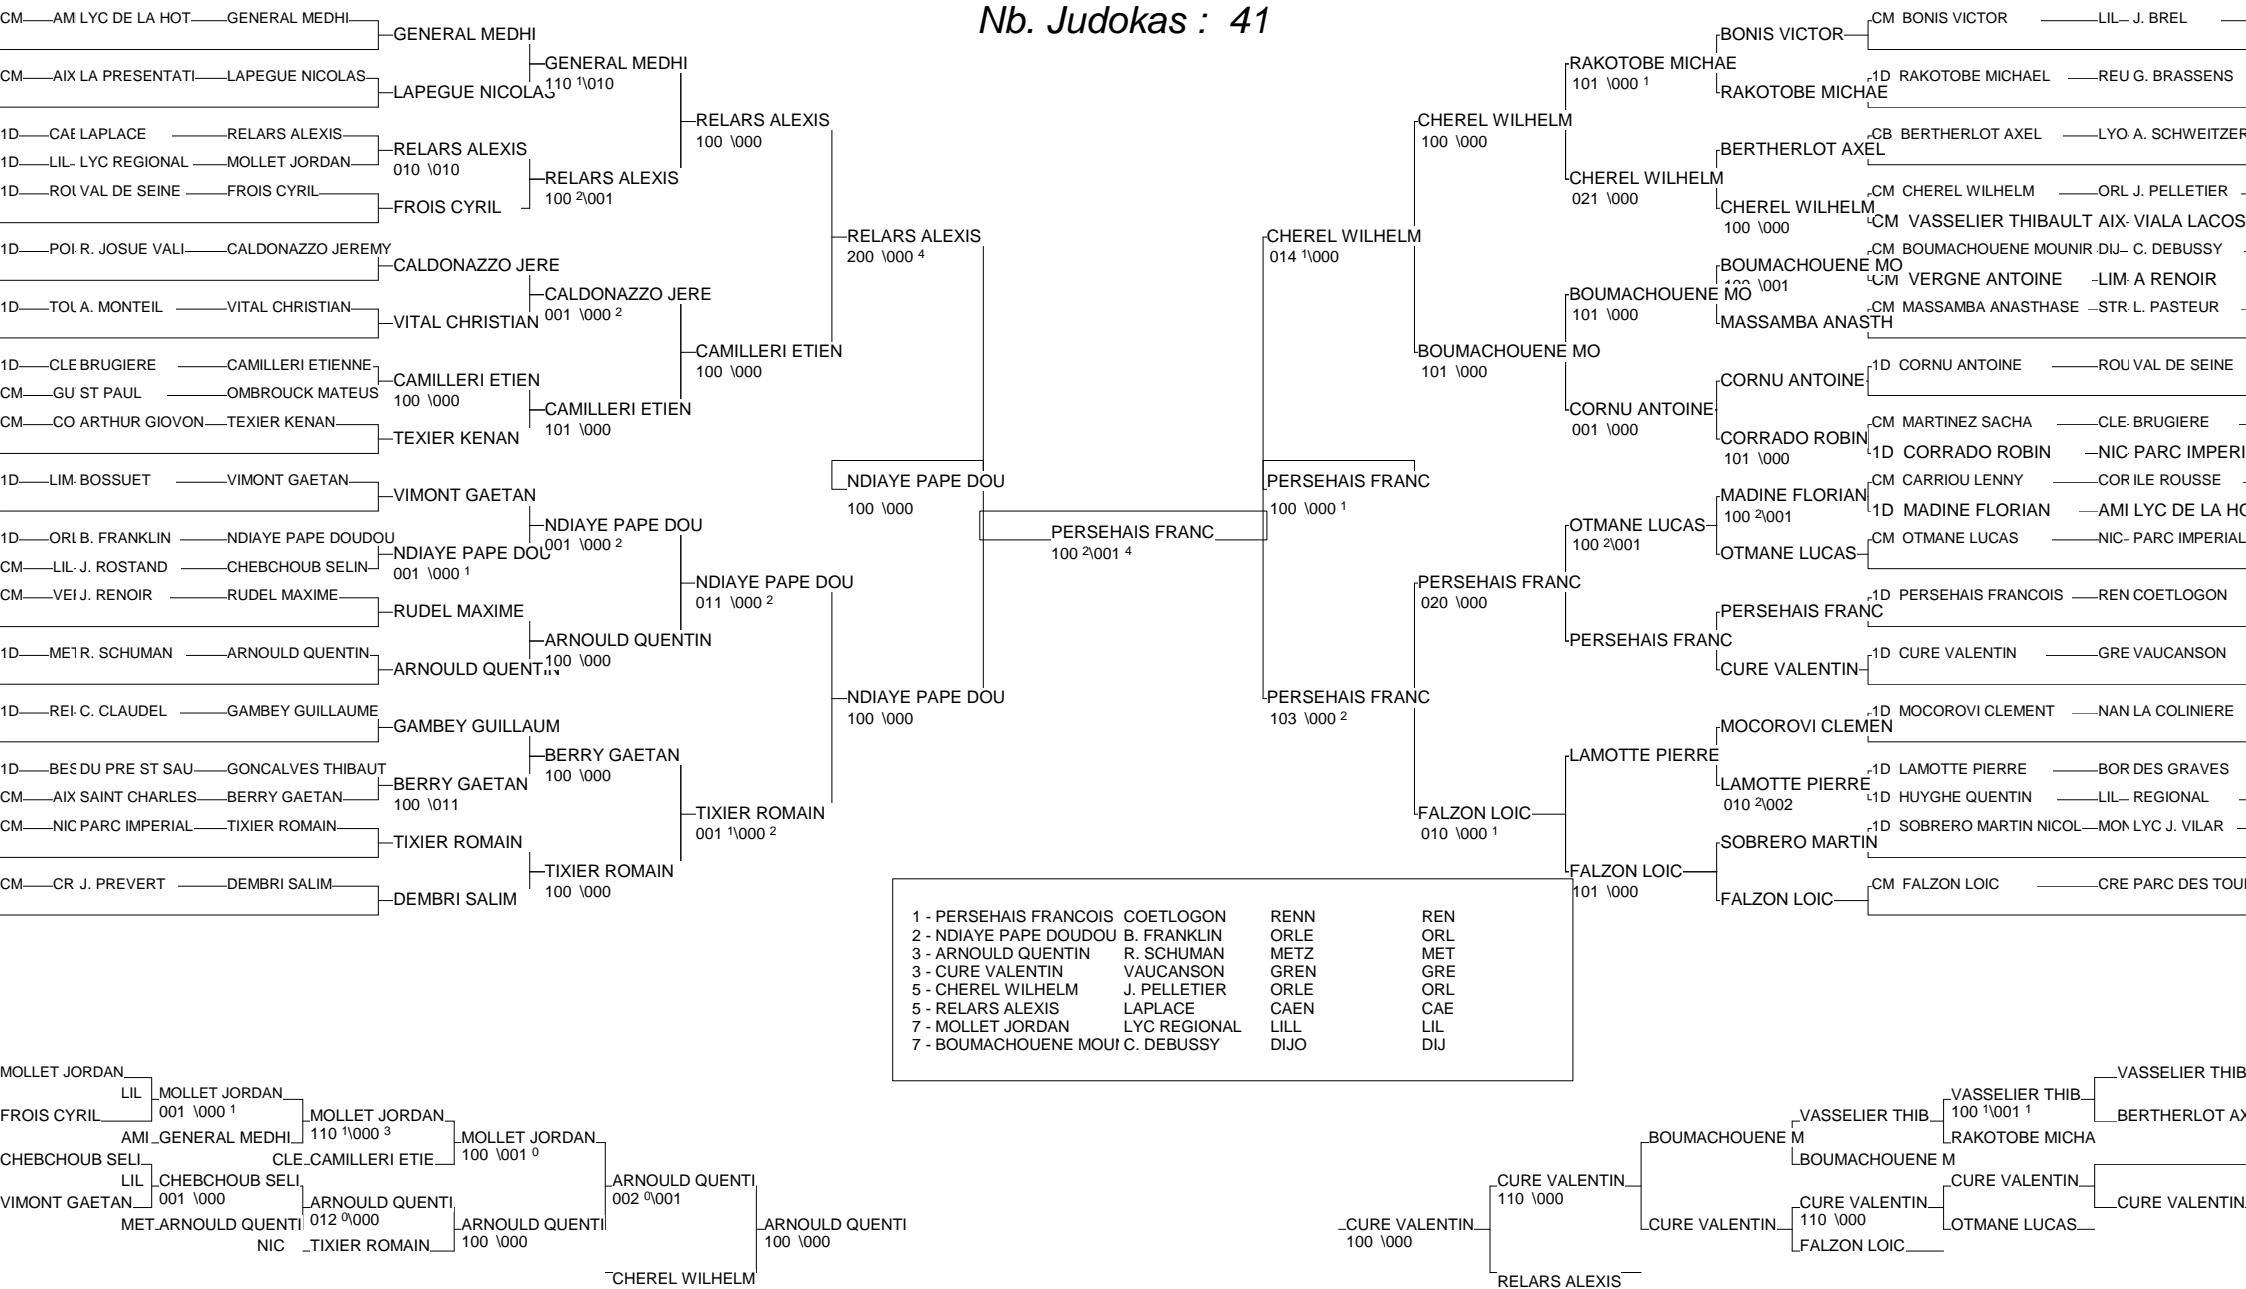 Nb. Judokas : 41
CM AM LYC DE LA HOT GENERAL MEDHI
CM AIX LA PRESENTATI LAPEGUE NICOLAS
1D CAE LAPLACE RELARS ALEXIS
1D LIL LYC REGIONAL MOLLET JORDAN
1D ROU VAL DE SEINE FROIS CYRIL
1D POI R. JOSUE VALI CALDONAZZO JEREMY
1D TOU A. MONTEIL VITAL CHRISTIAN
1D CLE BRUGIERE CAMILLERI ETIENNE
CM GU ST PAUL OMBROUCK MATEUS
CM CO ARTHUR GIOVON TEXIER KENAN
1D LIM BOSSUET VIMONT GAETAN
1D ORL B. FRANKLIN NDIAYE PAPE DOUDOU
CM LIL J. ROSTAND CHEBCHOUB SELIN
CM VER J. RENOIR RUDEL MAXIME
1D MET R. SCHUMAN ARNOULD QUENTIN
1D REI C. CLAUDEL GAMBEY GUILLAUME
1D BES DU PRE ST SAU GONCALVES THIBAUT
CM AIX SAINT CHARLES BERRY GAETAN
CM NIC PARC IMPERIAL TIXIER ROMAIN
CM CR J. PREVERT DEMBRI SALIM
GENERAL MEDHI
LAPEGUE NICOLAS
RELARS ALEXIS
010 \010
FROIS CYRIL
CALDONAZZO JERE
VITAL CHRISTIAN
CAMILLERI ETIEN
100 \000
TEXIER KENAN
VIMONT GAETAN
NDIAYE PAPE DOU
001 \000 1
RUDEL MAXIME
ARNOULD QUENTIN
GAMBEY GUILLAUM
BERRY GAETAN
100 \011
TIXIER ROMAIN
DEMBRI SALIM
GENERAL MEDHI
110 1\010
RELARS ALEXIS
100 2\001
CALDONAZZO JERE
001 \000 2
CAMILLERI ETIEN
101 \000
NDIAYE PAPE DOU
001 \000 2
ARNOULD QUENTIN
100 \000
BERRY GAETAN
100 \000
TIXIER ROMAIN
100 \000
RELARS ALEXIS
100 \000
CAMILLERI ETIEN
100 \000
NDIAYE PAPE DOU
011 \000 2
TIXIER ROMAIN
001 1\000 2
RELARS ALEXIS
200 \000 4
NDIAYE PAPE DOU
100 \000
NDIAYE PAPE DOU
100 \000
PERSEHAIS FRANC
100 2\001 4
CHEREL WILHELM
014 1\000
PERSEHAIS FRANC
100 \000 1
PERSEHAIS FRANC
103 \000 2
CHEREL WILHELM
100 \000
BOUMACHOUENE MO
101 \000
PERSEHAIS FRANC
020 \000
FALZON LOIC
010 \000 1
RAKOTOBE MICHAE
101 \000 1
CHEREL WILHELM
021 \000
BOUMACHOUENE MO
101 \000
CORNU ANTOINE
001 \000
OTMANE LUCAS
100 2\001
PERSEHAIS FRANC
LAMOTTE PIERRE
FALZON LOIC
101 \000
BONIS VICTOR
RAKOTOBE MICHAE
BERTHERLOT AXEL
CHEREL WILHELM
100 \000
BOUMACHOUENE MO
\001
MASSAMBA ANASTH
CORNU ANTOINE
CORRADO ROBIN
101 \000
MADINE FLORIAN
100 2\001
OTMANE LUCAS
PERSEHAIS FRANC
CURE VALENTIN
MOCOROVI CLEMEN
LAMOTTE PIERRE
010 2\002
SOBRERO MARTIN
FALZON LOIC
CM BONIS VICTOR LIL J. BREL
1D RAKOTOBE MICHAEL REU G. BRASSENS
CB BERTHERLOT AXEL LYO A. SCHWEITZER
CM CHEREL WILHELM ORL J. PELLETIER
CM VASSELIER THIBAULT AIX VIALA LACOS
CM BOUMACHOUENE MOUNIR DIJ C. DEBUSSY
CM VERGNE ANTOINE LIM A RENOIR
CM MASSAMBA ANASTHASE STR L. PASTEUR
1D CORNU ANTOINE ROU VAL DE SEINE
CM MARTINEZ SACHA CLE BRUGIERE
1D CORRADO ROBIN NIC PARC IMPERI
CM CARRIOU LENNY COR ILE ROUSSE
1D MADINE FLORIAN AMI LYC DE LA HO
CM OTMANE LUCAS NIC PARC IMPERIAL
1D PERSEHAIS FRANCOIS REN COETLOGON
1D CURE VALENTIN GRE VAUCANSON
1D MOCOROVI CLEMENT NAN LA COLINIERE
1D LAMOTTE PIERRE BOR DES GRAVES
1D HUYGHE QUENTIN LIL REGIONAL
1D SOBRERO MARTIN NICOL MON LYC J. VILAR
CM FALZON LOIC CRE PARC DES TOU
1 - PERSEHAIS FRANCOIS COETLOGON RENN REN
2 - NDIAYE PAPE DOUDOU B. FRANKLIN ORLE ORL
3 - ARNOULD QUENTIN R. SCHUMAN METZ MET
3 - CURE VALENTIN VAUCANSON GREN GRE
5 - CHEREL WILHELM J. PELLETIER ORLE ORL
5 - RELARS ALEXIS LAPLACE CAEN CAE
7 - MOLLET JORDAN LYC REGIONAL LILL LIL
7 - BOUMACHOUENE MOUN C. DEBUSSY DIJO DIJ
MOLLET JORDAN
FROIS CYRIL
CHEBCHOUB SELI
VIMONT GAETAN
LIL MOLLET JORDAN
001 \000 1
AMI GENERAL MEDHI
LIL CHEBCHOUB SELI
001 \000
MET ARNOULD QUENTI
MOLLET JORDAN
110 1\000 3
CLE CAMILLERI ETIE
ARNOULD QUENTI
012 0\000
NIC TIXIER ROMAIN
MOLLET JORDAN
100 \001 0
ARNOULD QUENTI
100 \000
ARNOULD QUENTI
002 0\001
CHEREL WILHELM
ARNOULD QUENTI
100 \000
CURE VALENTIN
100 \000
CURE VALENTIN
110 \000
RELARS ALEXIS
BOUMACHOUENE M
CURE VALENTIN
VASSELIER THIB
BOUMACHOUENE M
CURE VALENTIN
110 \000
FALZON LOIC
VASSELIER THIB
100 1\001 1
RAKOTOBE MICHA
CURE VALENTIN
OTMANE LUCAS
VASSELIER THIB
BERTHERLOT AX
CURE VALENTIN